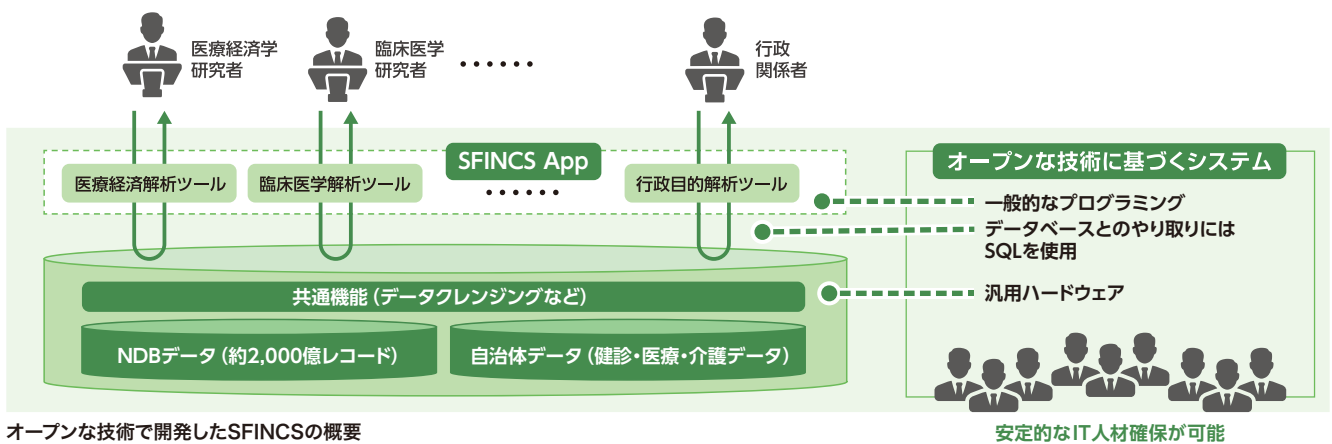 医療経済学
研究者
臨床医学
研究者
……
行政
関係者
SFINCS App
医療経済解析ツール
臨床医学解析ツール
……
行政目的解析ツール
オープンな技術に基づくシステム
一般的なプログラミング
データベースとのやり取りには
SQLを使用
汎用ハードウェア
共通機能（データクレンジングなど）
NDBデータ（約2,000億レコード）
自治体データ（健診・医療・介護データ）
オープンな技術で開発したSFINCSの概要
安定的なIT人材確保が可能